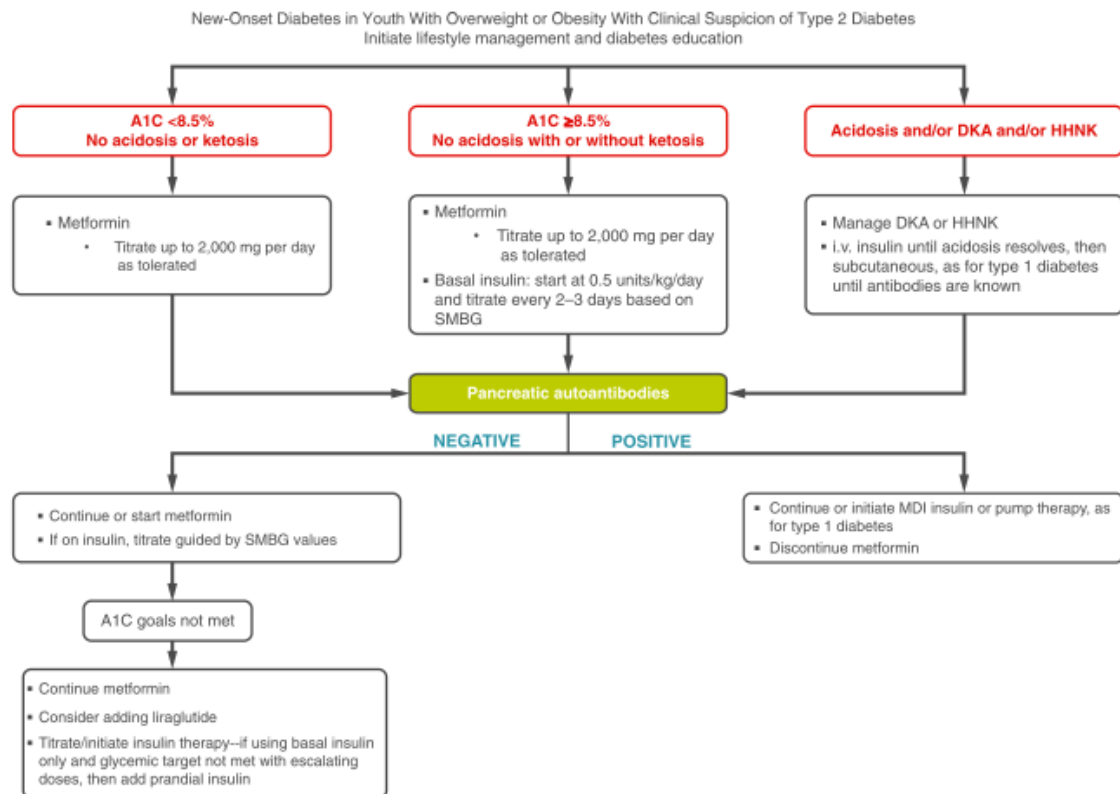 New-Onset Diabetes in Youth With Overweight or Obesity With Clinical Suspicion of Type 2 Diabetes
Initiate lifestyle management and diabetes education
A1C <8.5%
No acidosis or ketosis
A1C ≥8.5%
No acidosis with or without ketosis
Acidosis and/or DKA and/or HHNK
▪ Metformin
• Titrate up to 2,000 mg per day
as tolerated
▪ Metformin
• Titrate up to 2,000 mg per day
as tolerated
▪ Basal insulin: start at 0.5 units/kg/day
and titrate every 2–3 days based on
SMBG
▪ Manage DKA or HHNK
▪ i.v. insulin until acidosis resolves, then
subcutaneous, as for type 1 diabetes
until antibodies are known
Pancreatic autoantibodies
NEGATIVE
POSITIVE
▪ Continue or start metformin
▪ If on insulin, titrate guided by SMBG values
▪ Continue or initiate MDI insulin or pump therapy, as
for type 1 diabetes
▪ Discontinue metformin
A1C goals not met
▪ Continue metformin
▪ Consider adding liraglutide
▪ Titrate/initiate insulin therapy--if using basal insulin
only and glycemic target not met with escalating
doses, then add prandial insulin